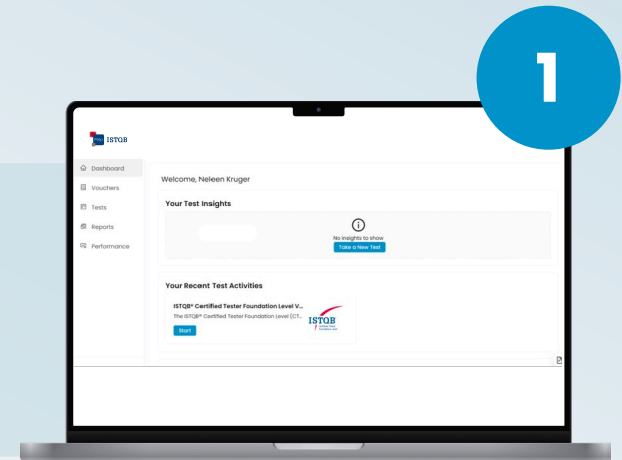 1
ISTQB
Dashboard
Vouchers
Tests
Reports
Performance
Welcome, Neleen Kruger
Your Test Insights
No insights to show
Take a New Test
Your Recent Test Activities
ISTQB® Certified Tester Foundation Level V...
The ISTQB® Certified Tester Foundation Level (CT...
Start
ISTQB